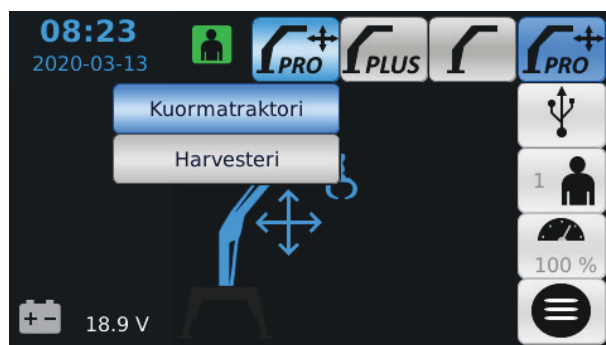 08:23
2020-03-13
PRO
PLUS
PRO
Kuormatraktori
Harvesteri
1
100 %
+ -
18.9 V